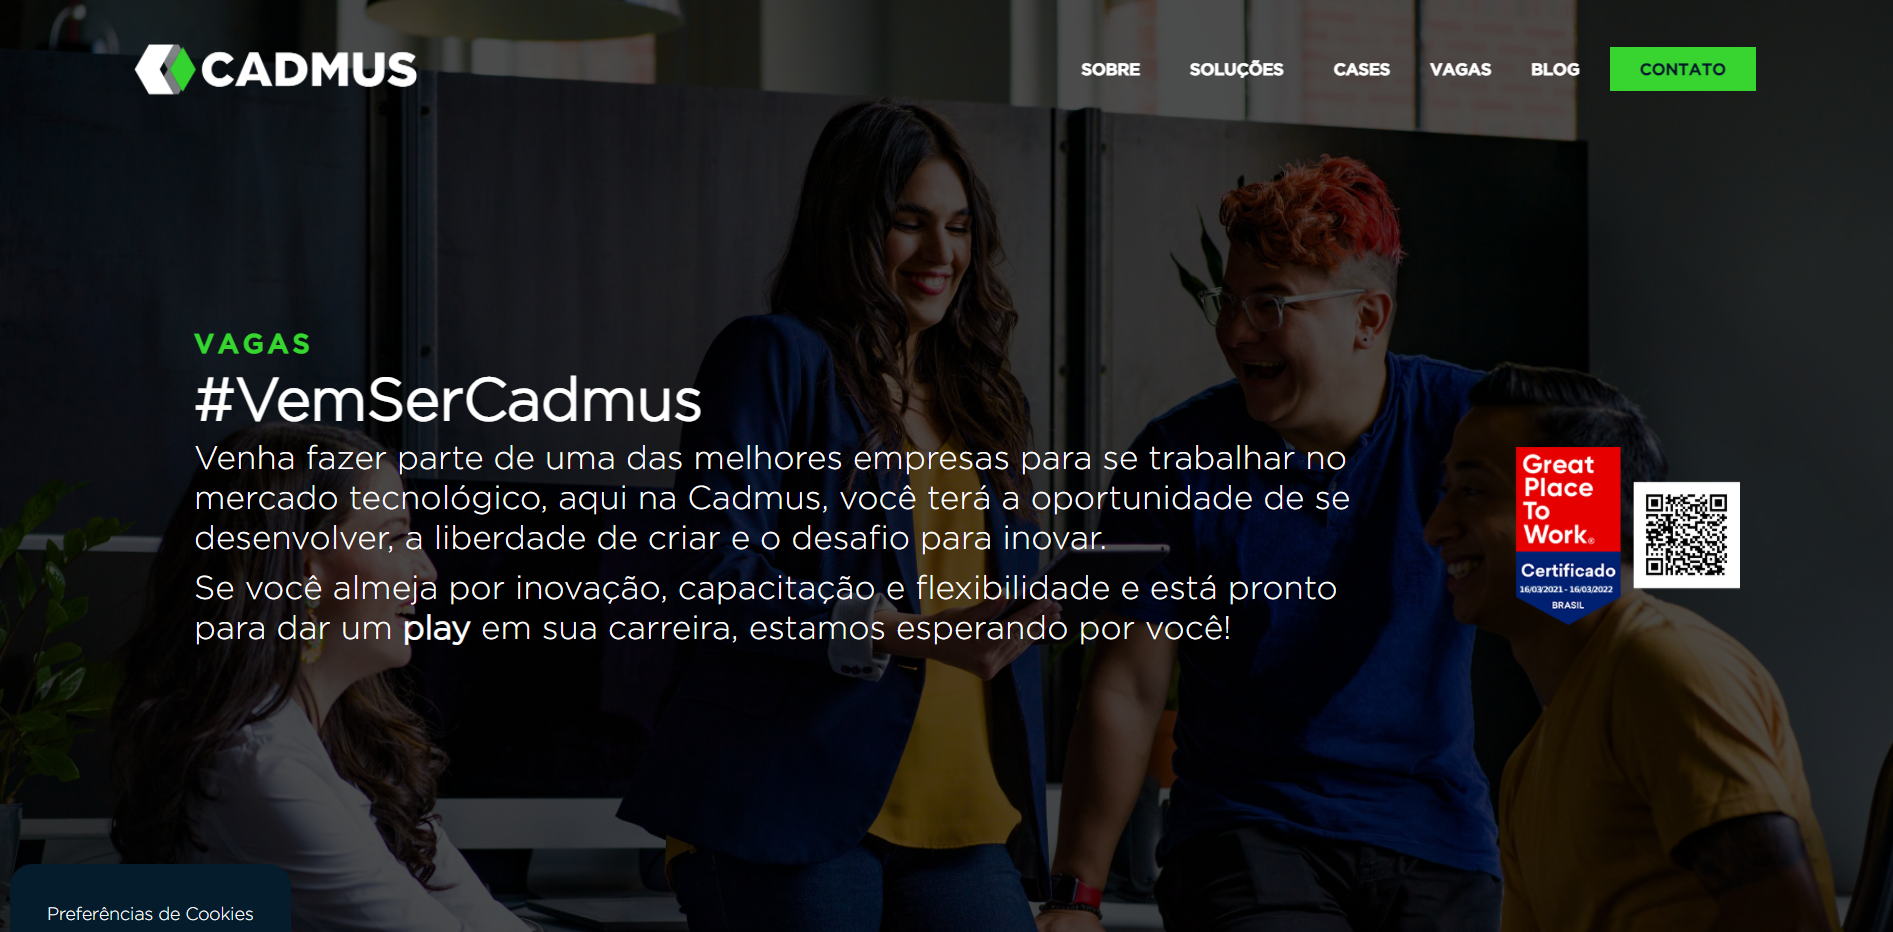 CADMUS
SOBRE
SOLUÇÕES
CASES
VAGAS
BLOG
CONTATO
VAGAS
#VemSerCadmus
Venha fazer parte de uma das melhores empresas para se trabalhar no
mercado tecnológico, aqui na Cadmus, você terá a oportunidade de se
desenvolver, a liberdade de criar e o desafio para inovar.
Se você almeja por inovação, capacitação e flexibilidade e está pronto
para dar um play em sua carreira, estamos esperando por você!
Great
Place
To
Work®
Certificado
16/03/2021 - 16/03/2022
BRASIL
Preferências de Cookies